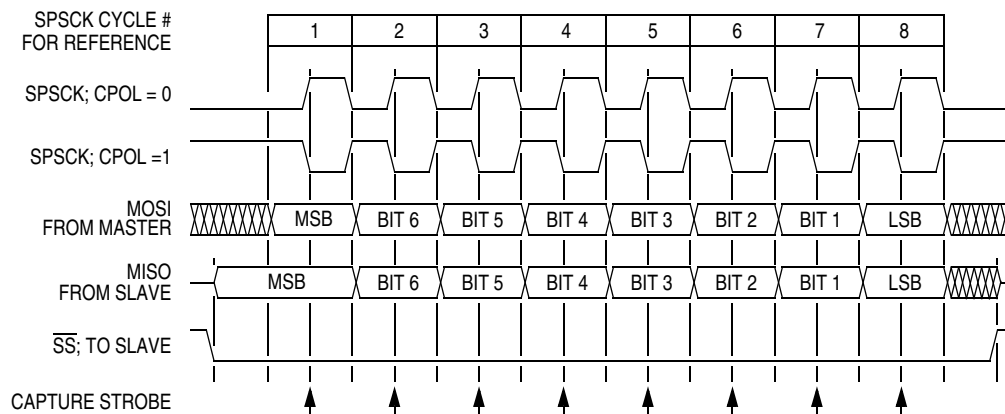 SPSCK CYCLE #
FOR REFERENCE
1 2 3 4 5 6 7 8
SPSCK; CPOL = 0
SPSCK; CPOL =1
MOSI
FROM MASTER
MSB BIT 6 BIT 5 BIT 4 BIT 3 BIT 2 BIT 1 LSB
MISO
FROM SLAVE
MSB BIT 6 BIT 5 BIT 4 BIT 3 BIT 2 BIT 1 LSB
SS; TO SLAVE
CAPTURE STROBE